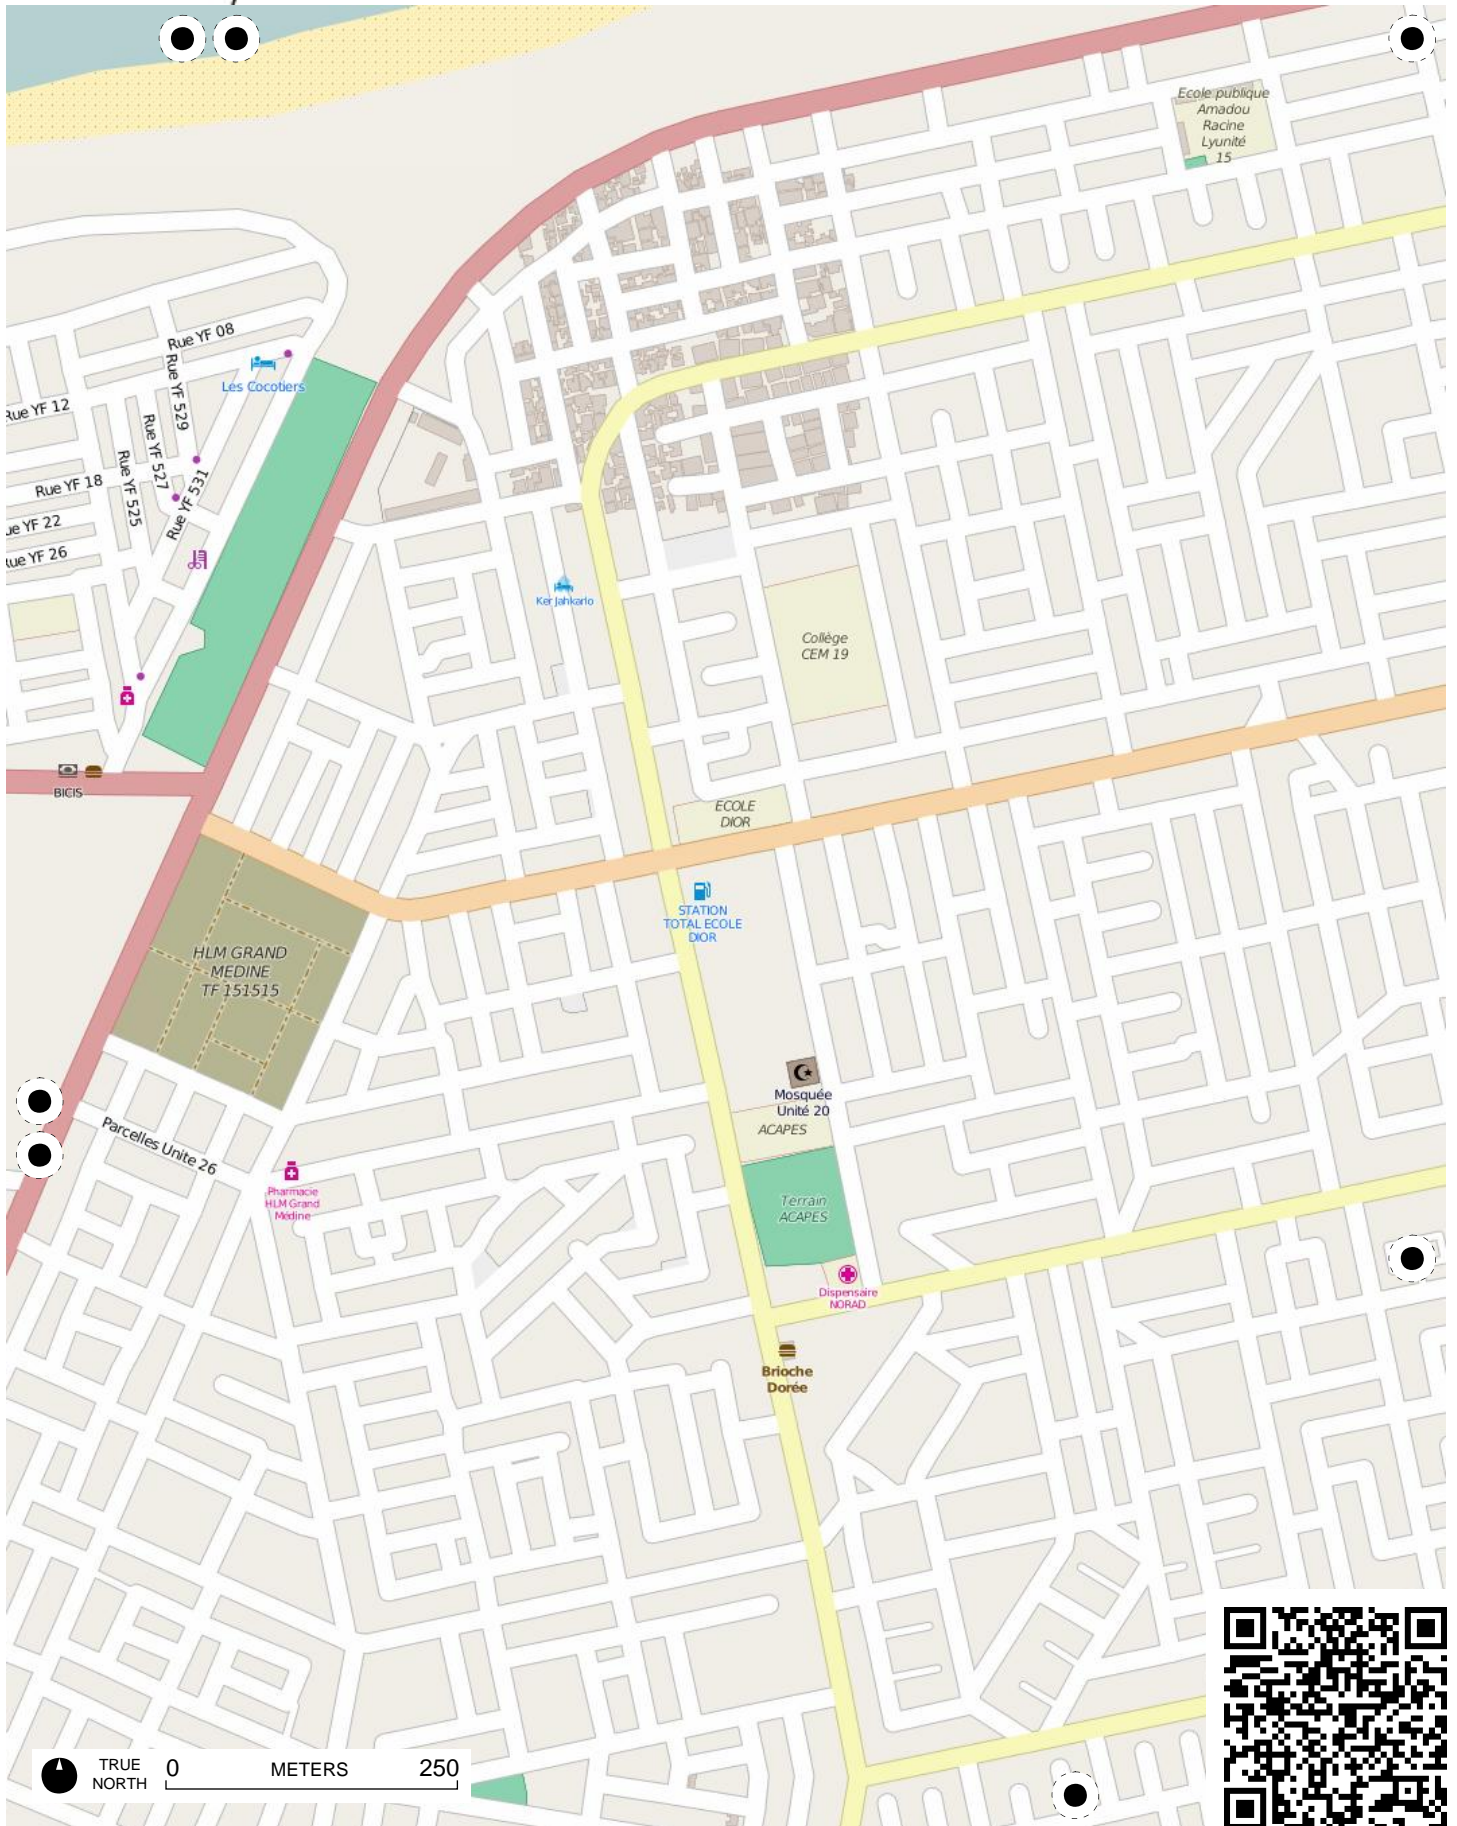 Ecole publique
Amadou
Racine
Lyunité
15
Rue YF 08
Les Cocotiers
Rue YF 529
Rue YF 12
Rue YF 527
Rue YF 18
Rue YF 525
Rue YF 531
ue YF 22
Rue YF 26
Ker Jahkarlo
Collège
CEM 19
BICIS
ECOLE
DIOR
STATION
TOTAL ECOLE
DIOR
HLM GRAND
MEDINE
TF 151515
Mosquée
Unité 20
ACAPES
Parcelles Unite 26
Pharmacie
HLM Grand
Médine
Terrain
ACAPES
Dispensaire
NORAD
Brioche
Dorée
TRUE
NORTH
0 METERS 250